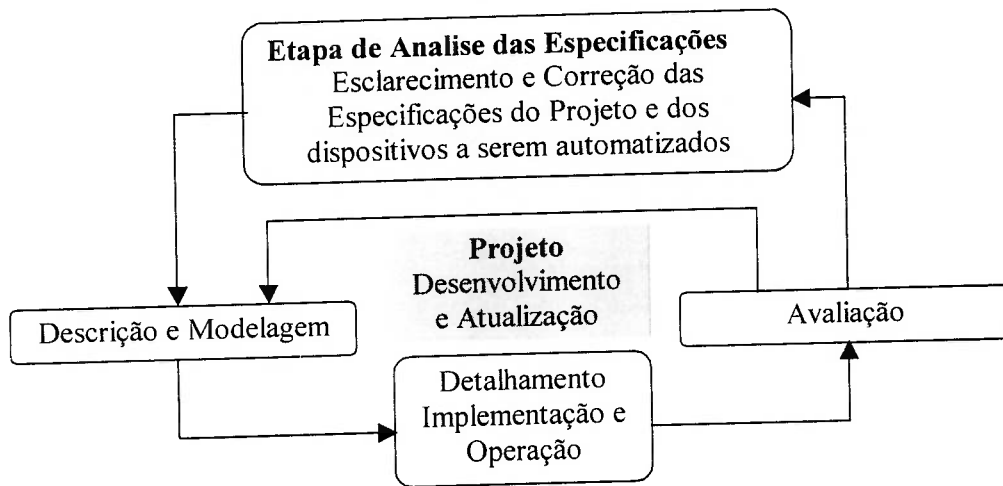 Etapa de Analise das Especificações
Esclarecimento e Correção das
Especificações do Projeto e dos
dispositivos a serem automatizados
Projeto
Desenvolvimento
e Atualização
Descrição e Modelagem
Avaliação
Detalhamento
Implementação e
Operação